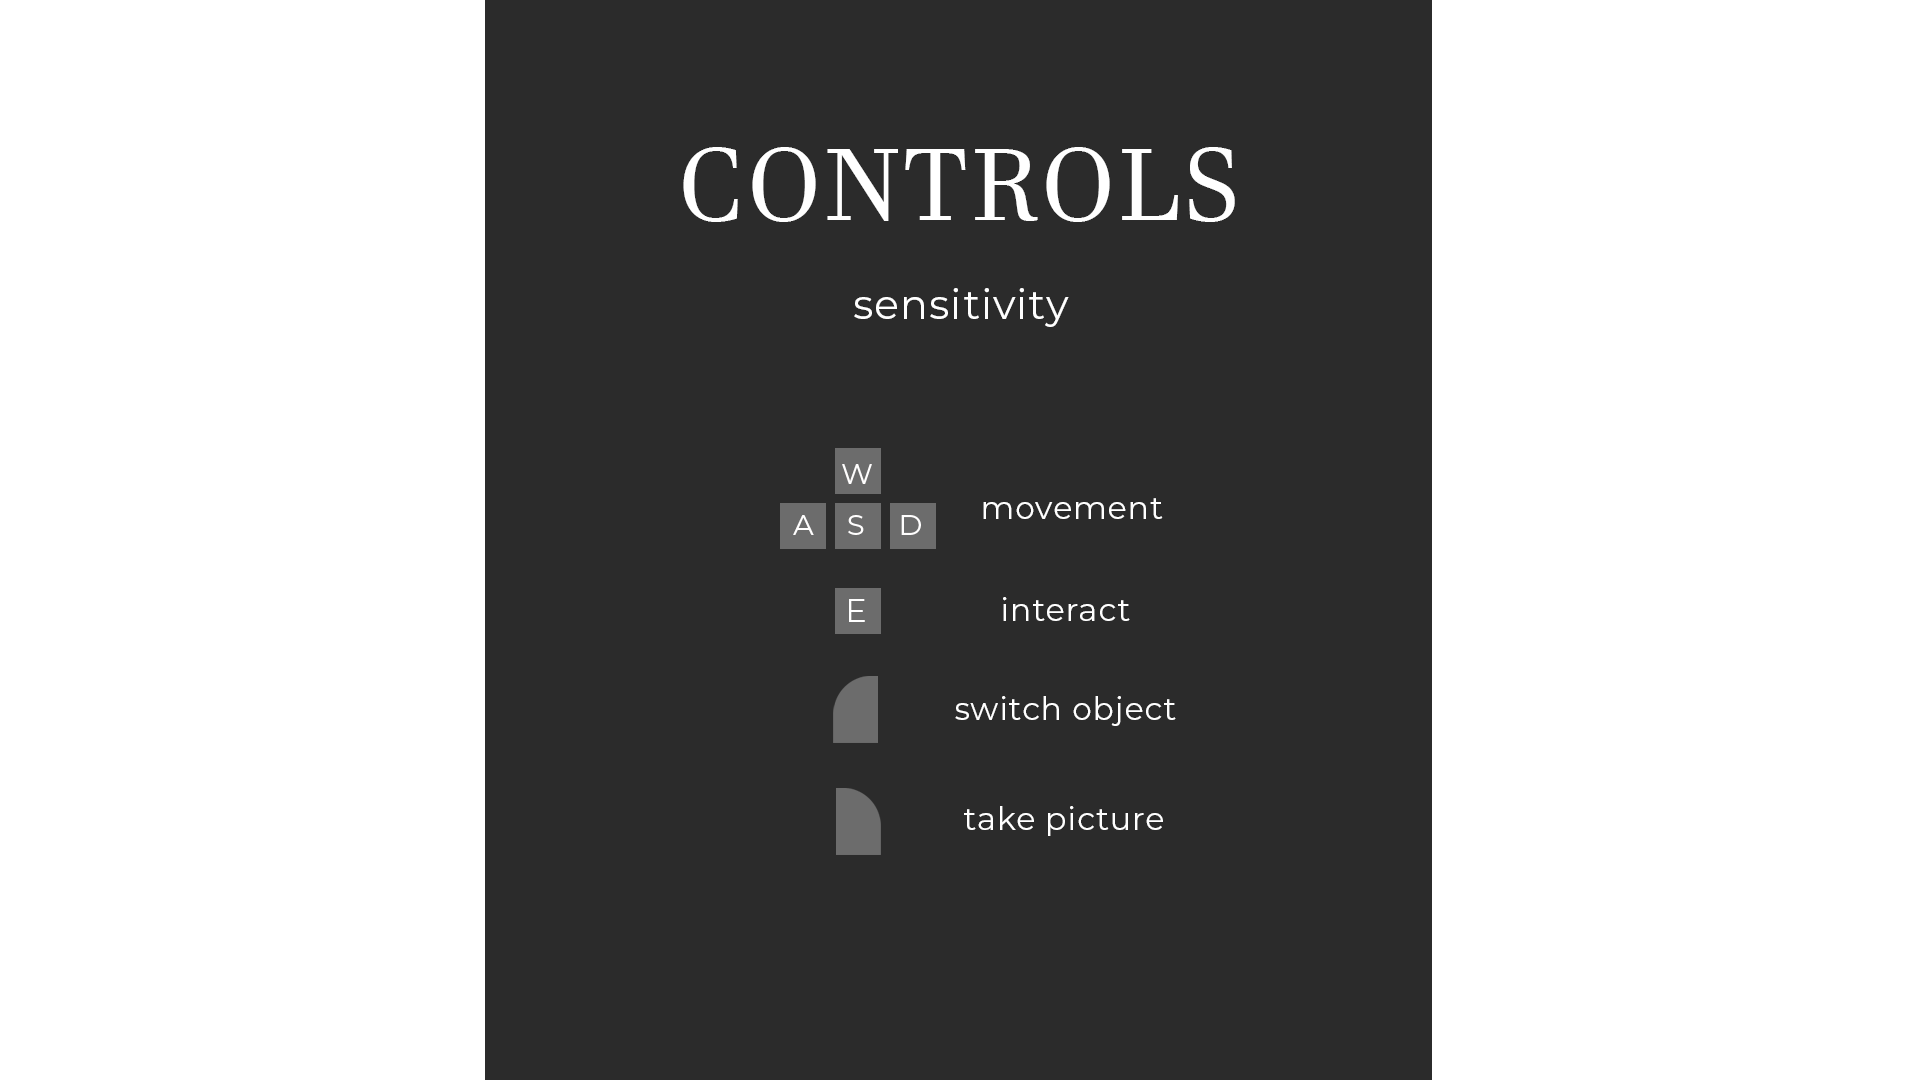 CONTROLS
sensitivity
W
A S D movement
E interact
switch object
take picture